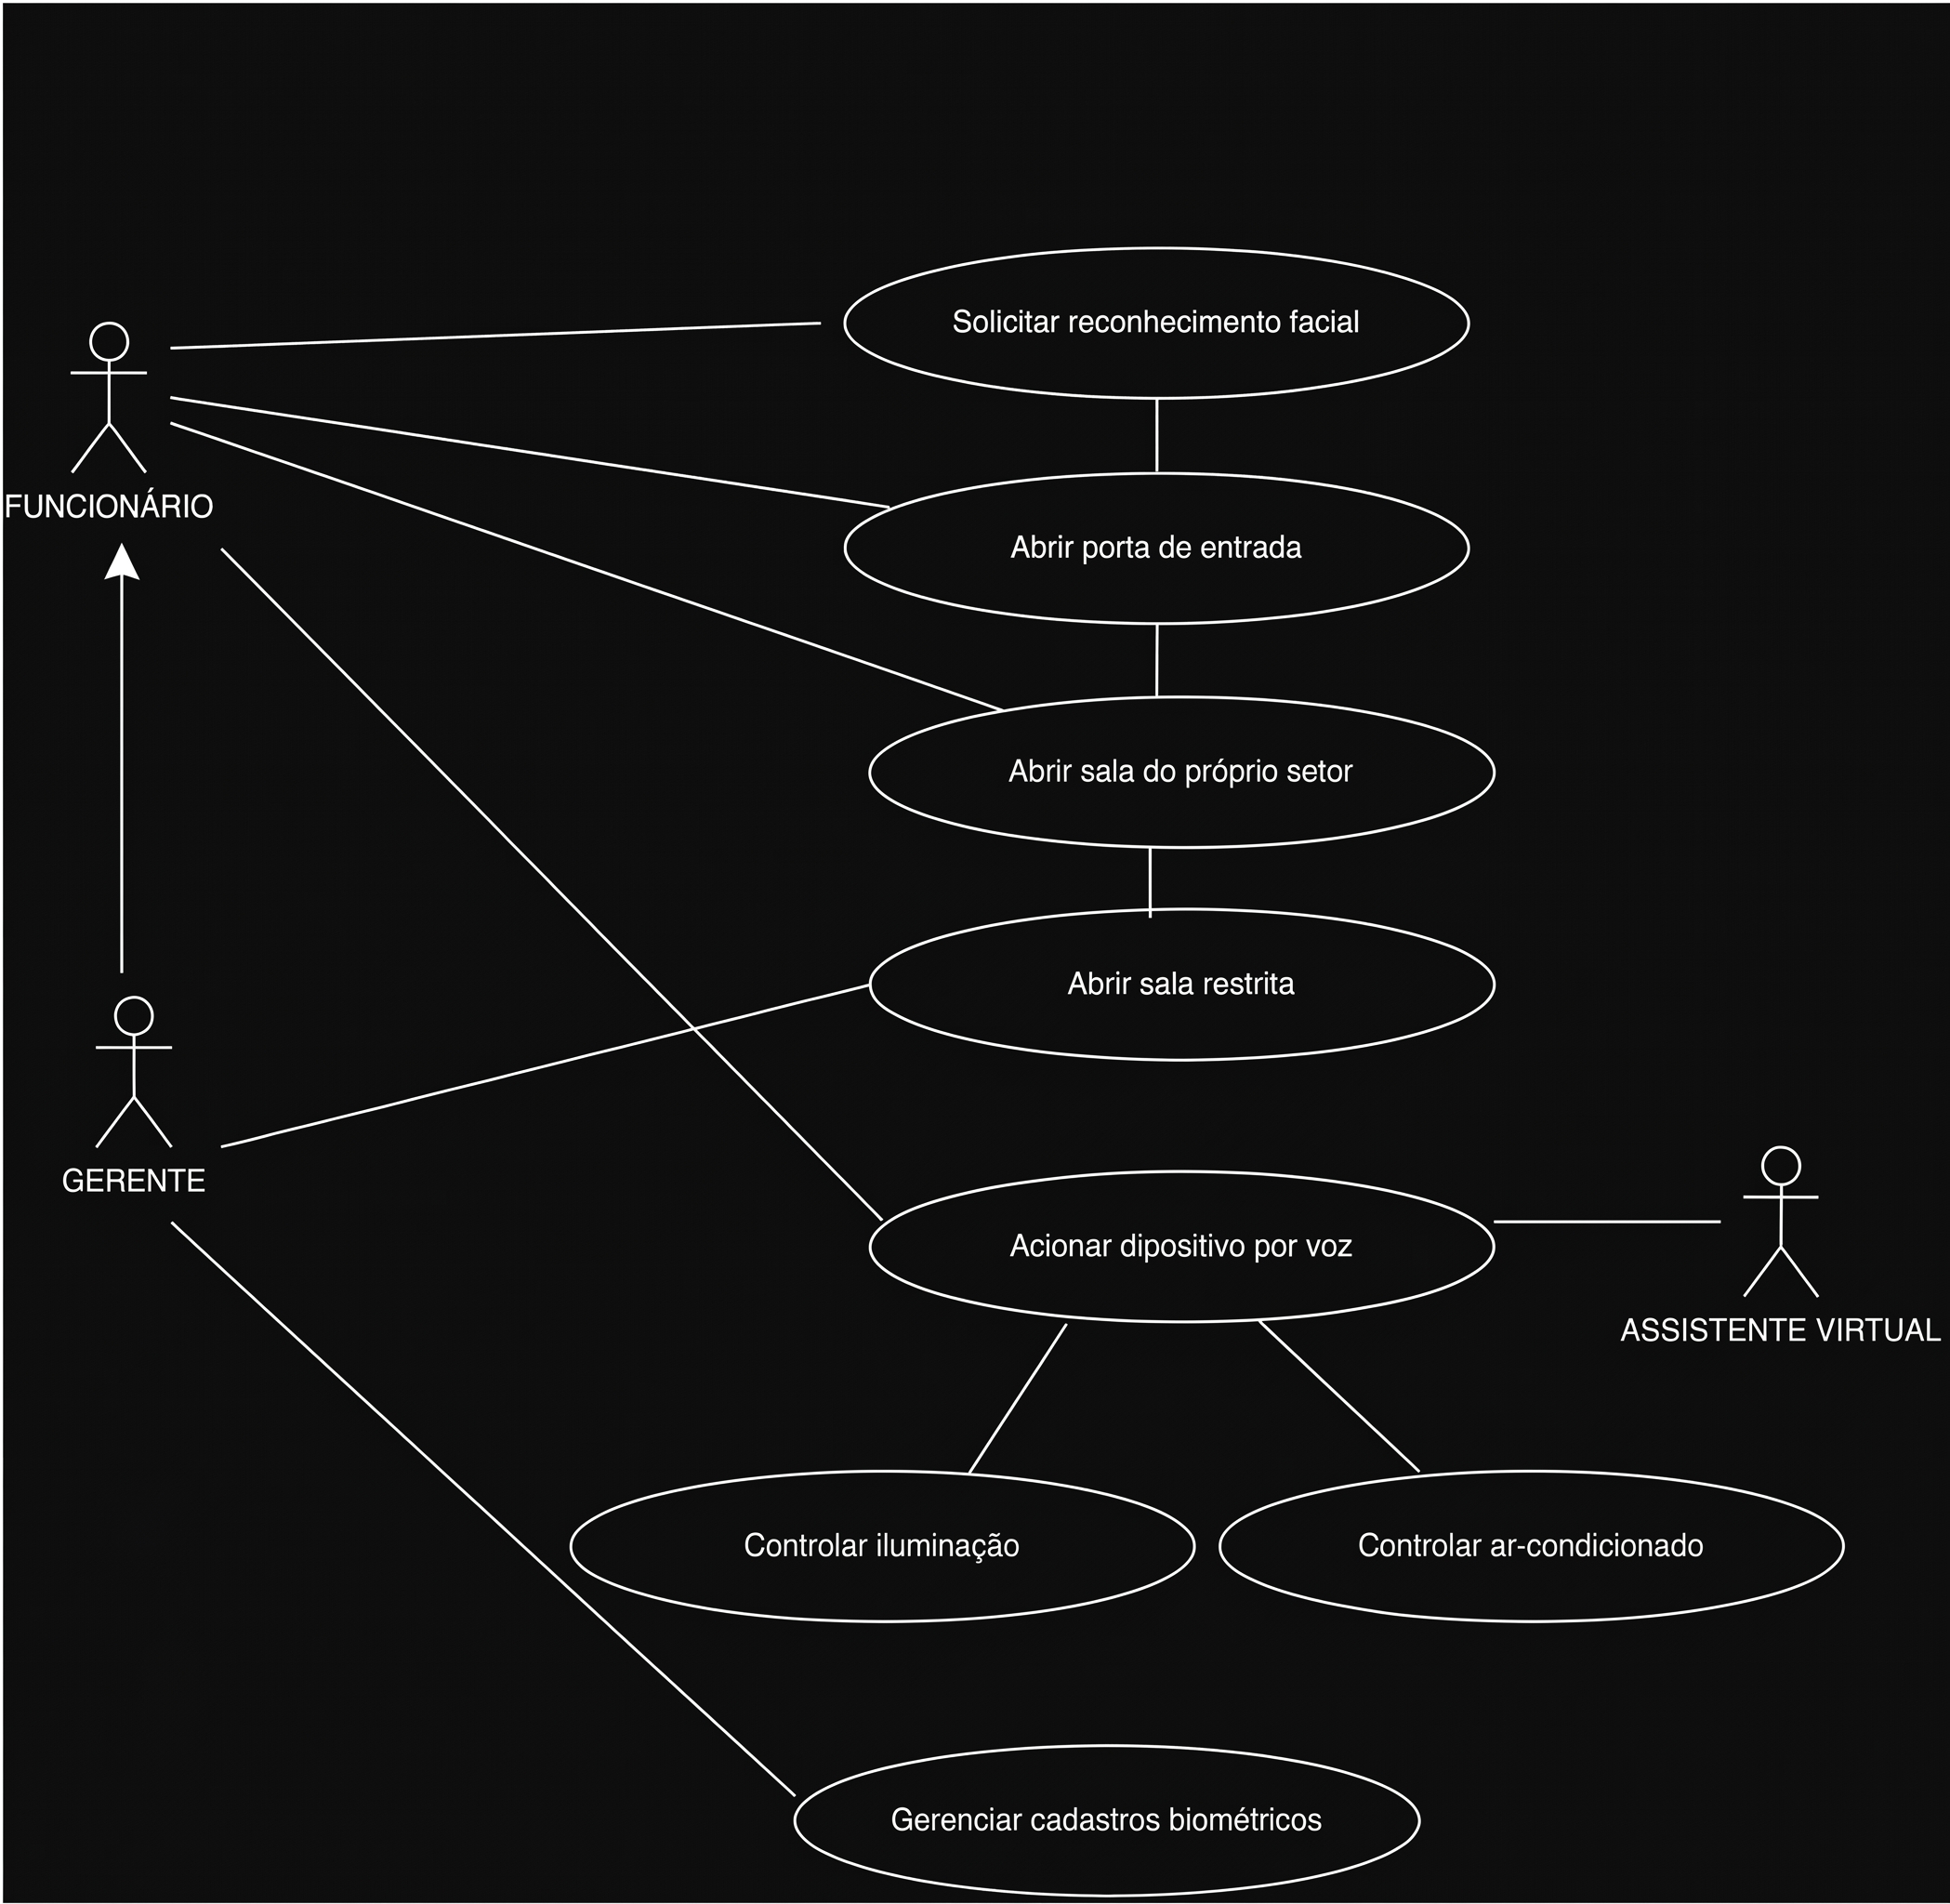 Solicitar reconhecimento facial
FUNCIONÁRIO
Abrir porta de entrada
Abrir sala do próprio setor
Abrir sala restrita
GERENTE
Acionar dipositivo por voz
ASSISTENTE VIRTUAL
Controlar iluminação
Controlar ar-condicionado
Gerenciar cadastros biométricos